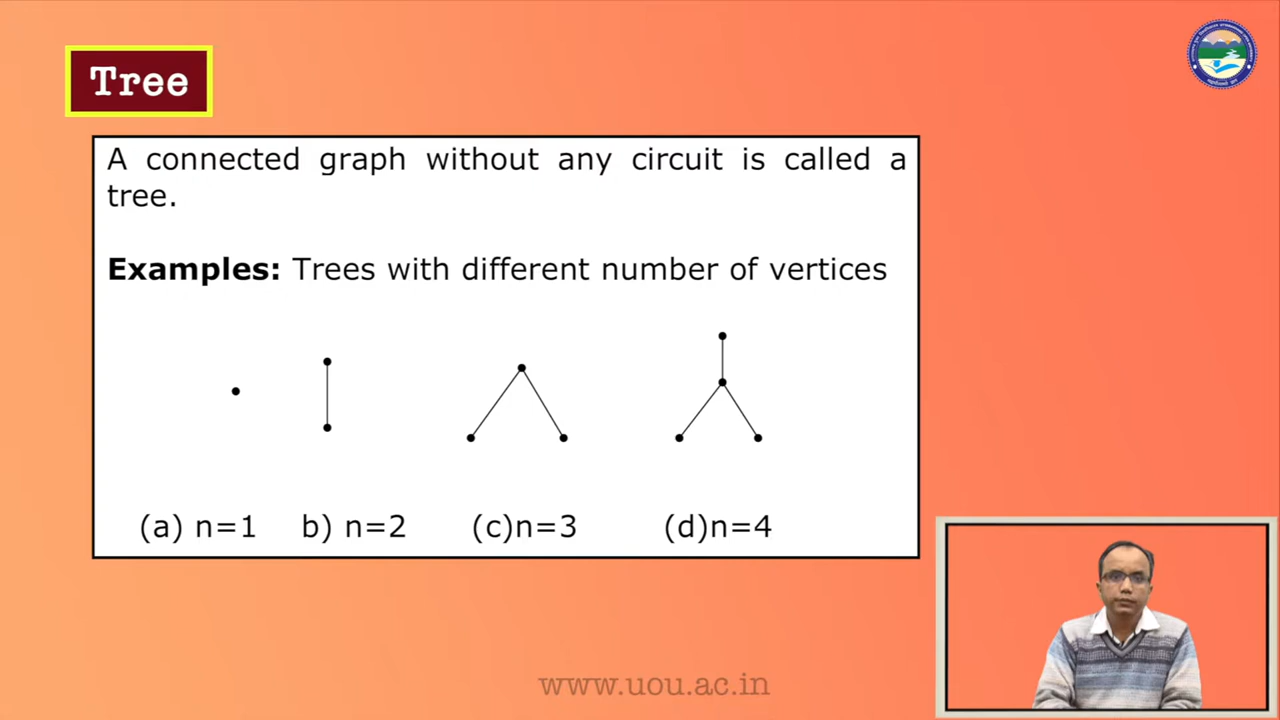 Tree
A connected graph without any circuit is called a
tree.
Examples: Trees with different number of vertices
(a) n=1 b) n=2 (c)n=3 (d)n=4
www.uou.ac.in